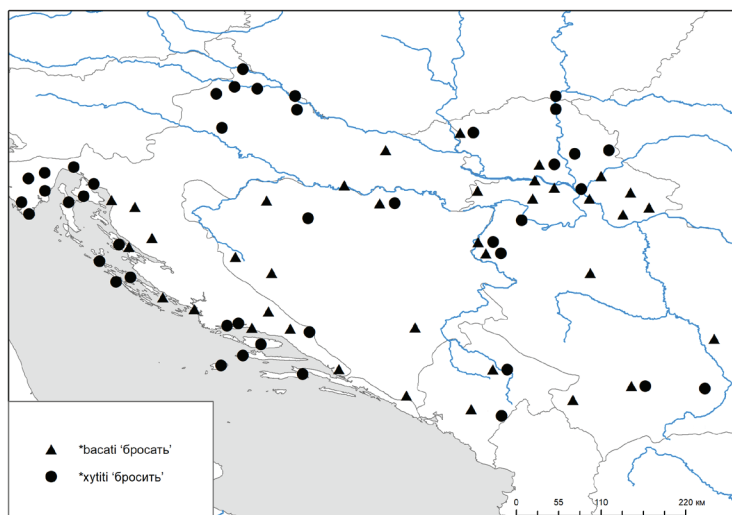 *bacati ‘бросать’
*xytiti ‘бросить’
0 55 110 220 км